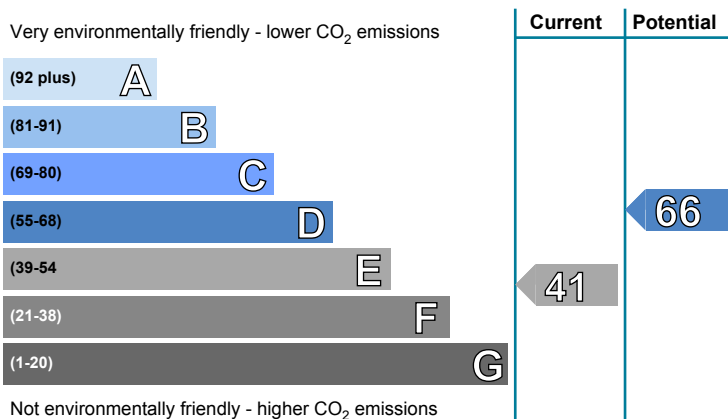 Current Potential
Very environmentally friendly - lower CO2 emissions
(92 plus) A
(81-91) B
(69-80) C
(55-68) D
66
(39-54 E
41
(21-38) F
(1-20) G
Not environmentally friendly - higher CO2 emissions